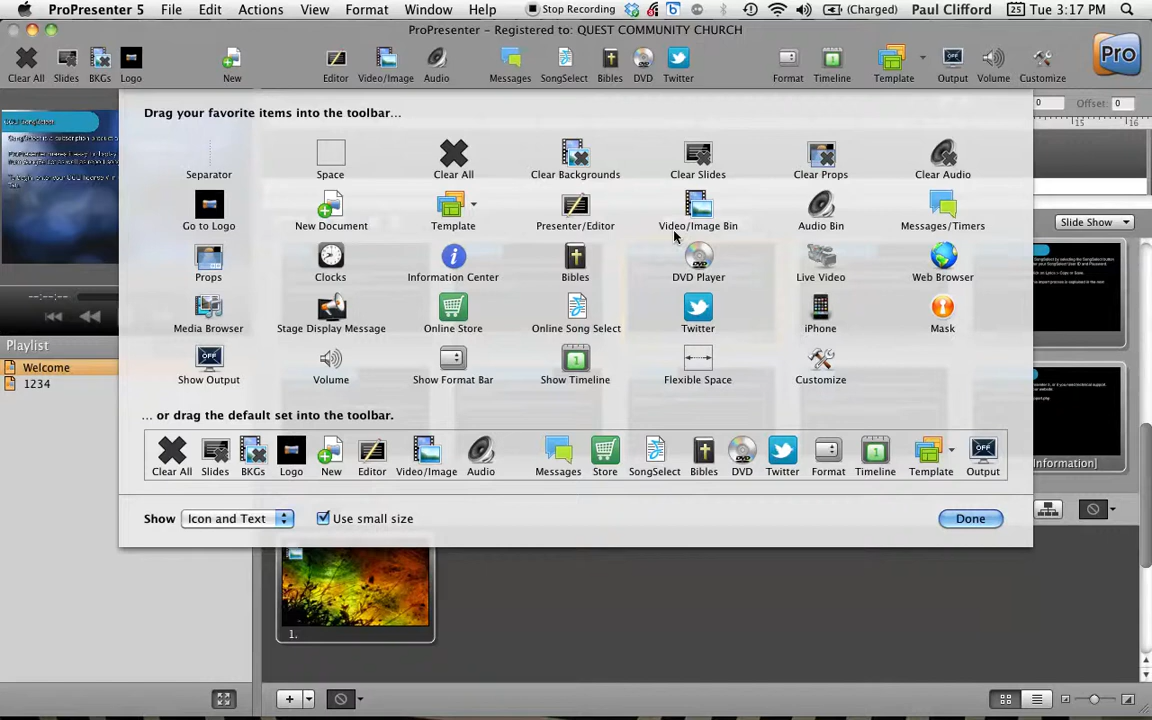 ProPresenter 5 File Edit Actions View Format Window Help Stop Recording (Charged) Paul Clifford 25 Tue 3:17 PM
ProPresenter – Registered to: QUEST COMMUNITY CHURCH
Clear All Slides BKGs Logo New Editor Video/Image Audio Messages SongSelect Bibles DVD Twitter Format Timeline Template Output Volume Customize
Pro
Drag your favorite items into the toolbar...
0 Offset: 0
15 16
Separator Space Clear All Clear Backgrounds Clear Slides Clear Props Clear Audio
Go to Logo New Document Template Presenter/Editor Video/Image Bin Audio Bin Messages/Timers
Slide Show
Props Clocks Information Center Bibles DVD Player Live Video Web Browser
--:--:--
Media Browser Stage Display Message Online Store Online Song Select Twitter iPhone Mask
Playlist
Welcome
1234
Show Output Volume Show Format Bar Show Timeline Flexible Space Customize
... or drag the default set into the toolbar.
Clear All Slides BKGs Logo New Editor Video/Image Audio Messages Store SongSelect Bibles DVD Twitter Format Timeline Template Output
nformation]
Show Icon and Text Use small size Done
1.